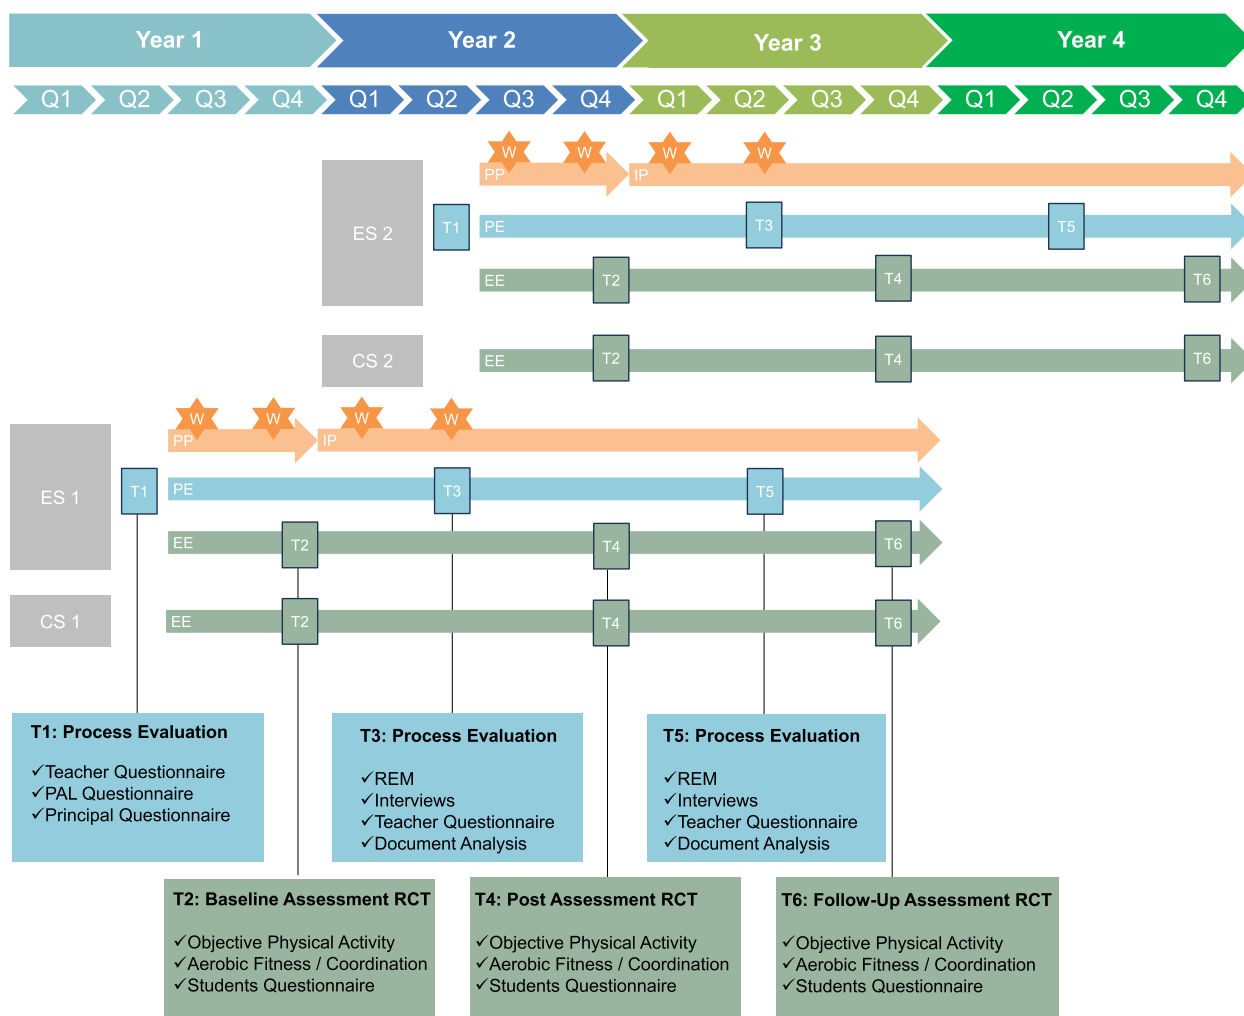 Year 1 Year 2 Year 3 Year 4
Q1 Q2 Q3 Q4 Q1 Q2 Q3 Q4 Q1 Q2 Q3 Q4 Q1 Q2 Q3 Q4
W W W W
PP IP
ES 2
T1 PE T3 T5
EE T2 T4 T6
CS 2
EE T2 T4 T6
W W W W
PP IP
ES 1
T1 PE T3 T5
EE T2 T4 T6
CS 1
EE T2 T4 T6
T1: Process Evaluation
✓Teacher Questionnaire
✓PAL Questionnaire
✓Principal Questionnaire
T3: Process Evaluation
✓REM
✓Interviews
✓Teacher Questionnaire
✓Document Analysis
T5: Process Evaluation
✓REM
✓Interviews
✓Teacher Questionnaire
✓Document Analysis
T2: Baseline Assessment RCT
✓Objective Physical Activity
✓Aerobic Fitness / Coordination
✓Students Questionnaire
T4: Post Assessment RCT
✓Objective Physical Activity
✓Aerobic Fitness / Coordination
✓Students Questionnaire
T6: Follow-Up Assessment RCT
✓Objective Physical Activity
✓Aerobic Fitness / Coordination
✓Students Questionnaire